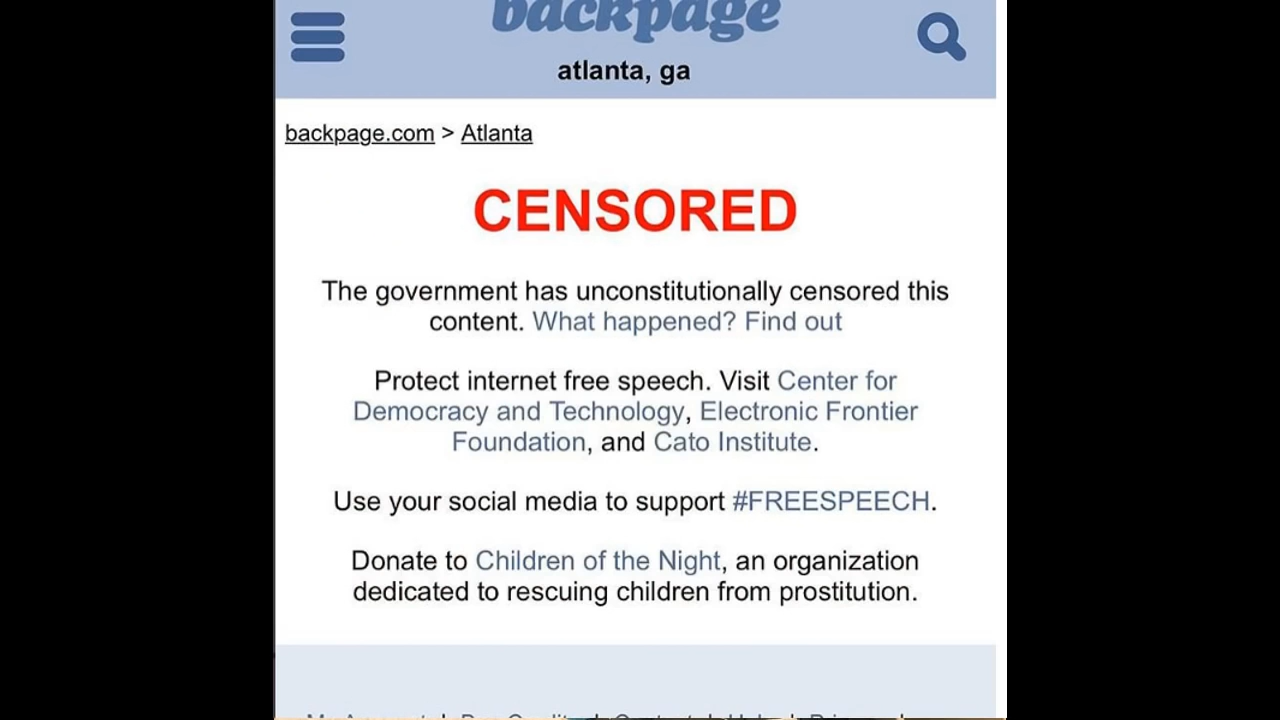 backpage
atlanta, ga
backpage.com > Atlanta
CENSORED
The government has unconstitutionally censored this
content. What happened? Find out
Protect internet free speech. Visit Center for
Democracy and Technology, Electronic Frontier
Foundation, and Cato Institute.
Use your social media to support #FREESPEECH.
Donate to Children of the Night, an organization
dedicated to rescuing children from prostitution.